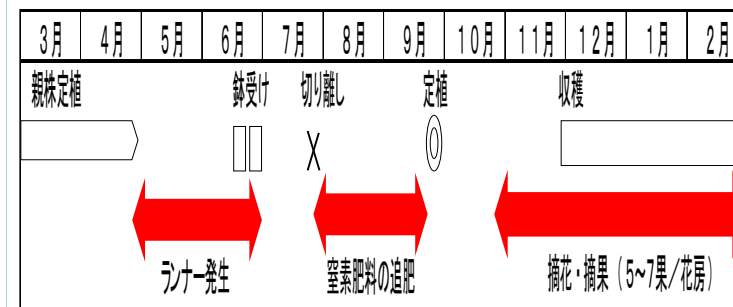 3月 4月 5月 6月 7月 8月 9月 10月 11月 12月 1月 2月
親株定植 鉢受け 切り離し 定植 収穫
ランナー発生 窒素肥料の追肥 摘花・摘果（5~7果/花房）